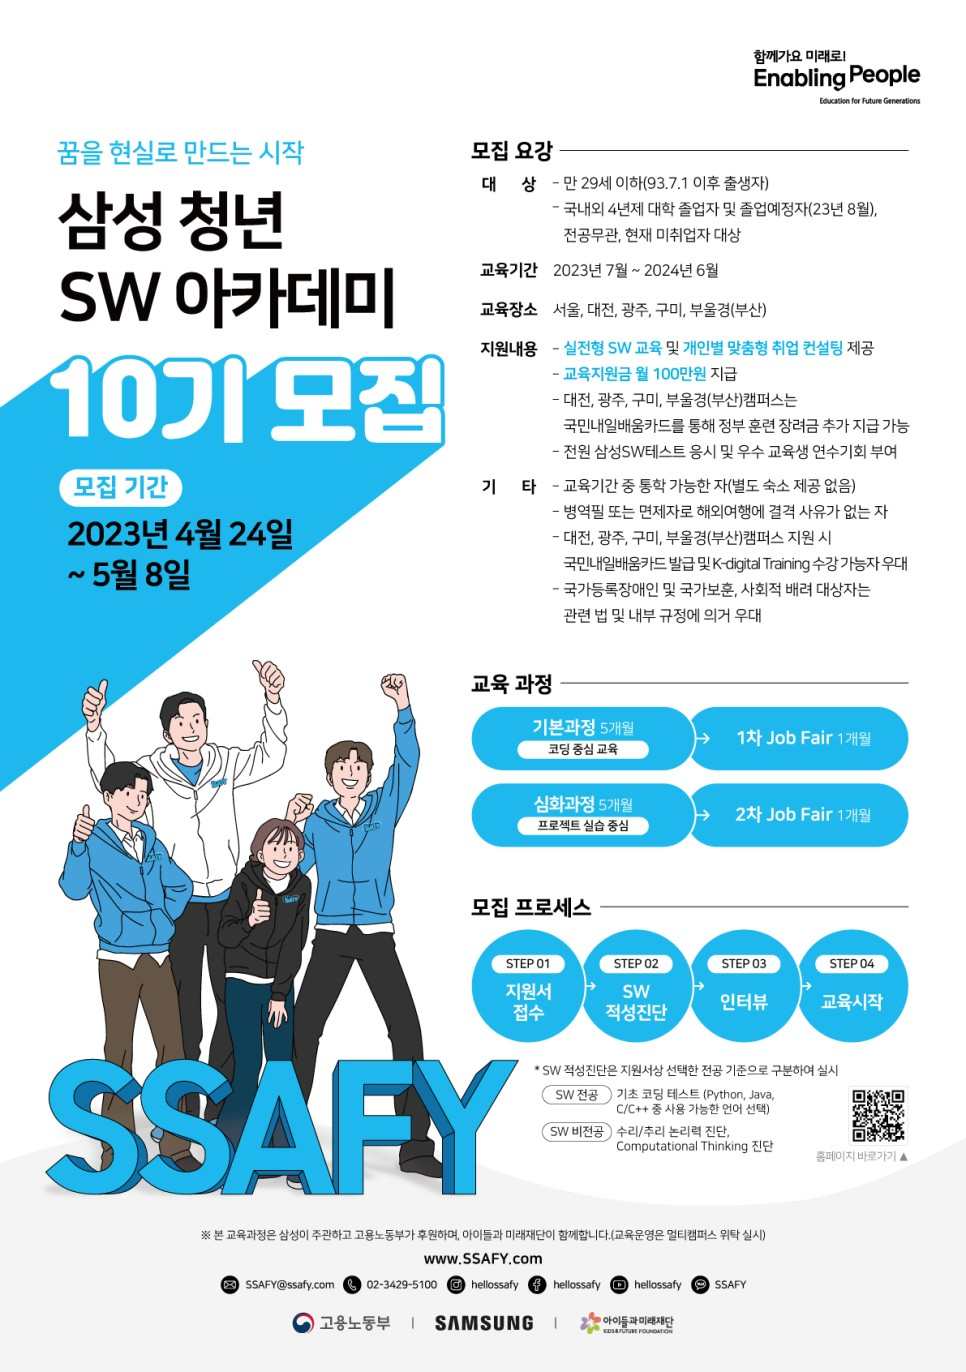 함께가요 미래로!
Enabling People
Education for Future Generations
꿈을 현실로 만드는 시작
삼성 청년
SW 아카데미
10기 모집
모집 기간
2023년 4월 24일
~ 5월 8일
모집 요강
대 상 - 만 29세 이하(93.7.1 이후 출생자)
- 국내외 4년제 대학 졸업자 및 졸업예정자(23년 8월),
전공무관, 현재 미취업자 대상
교육기간 2023년 7월 ~ 2024년 6월
교육장소 서울, 대전, 광주, 구미, 부울경(부산)
지원내용 - 실전형 SW 교육 및 개인별 맞춤형 취업 컨설팅 제공
- 교육지원금 월 100만원 지급
- 대전, 광주, 구미, 부울경(부산)캠퍼스는
국민내일배움카드를 통해 정부 훈련 장려금 추가 지급 가능
- 전원 삼성SW테스트 응시 및 우수 교육생 연수기회 부여
기 타 - 교육기간 중 통학 가능한 자(별도 숙소 제공 없음)
- 병역필 또는 면제자로 해외여행에 결격 사유가 없는 자
- 대전, 광주, 구미, 부울경(부산)캠퍼스 지원 시
국민내일배움카드 발급 및 K-digital Training 수강 가능자 우대
- 국가등록장애인 및 국가보훈, 사회적 배려 대상자는
관련 법 및 내부 규정에 의거 우대
교육 과정
기본과정 5개월
코딩 중심 교육
→ 1차 Job Fair 1개월
심화과정 5개월
프로젝트 실습 중심
→ 2차 Job Fair 1개월
모집 프로세스
STEP 01
지원서
접수
STEP 02
SW
적성진단
STEP 03
인터뷰
STEP 04
교육시작
* SW 적성진단은 지원서상 선택한 전공 기준으로 구분하여 실시
SW 전공 기초 코딩 테스트 (Python, Java,
C/C++ 중 사용 가능한 언어 선택)
SW 비전공 수리/추리 논리력 진단,
Computational Thinking 진단
홈페이지 바로가기 ▲
SSAFY
※ 본 교육과정은 삼성이 주관하고 고용노동부가 후원하며, 아이들과 미래재단이 함께합니다.(교육운영은 멀티캠퍼스 위탁 실시)
www.SSAFY.com
SSAFY@ssafy.com 02-3429-5100 hellossafy hellossafy hellossafy SSAFY
고용노동부 | SAMSUNG | 아이들과미래재단
KIDS&FUTURE FOUNDATION